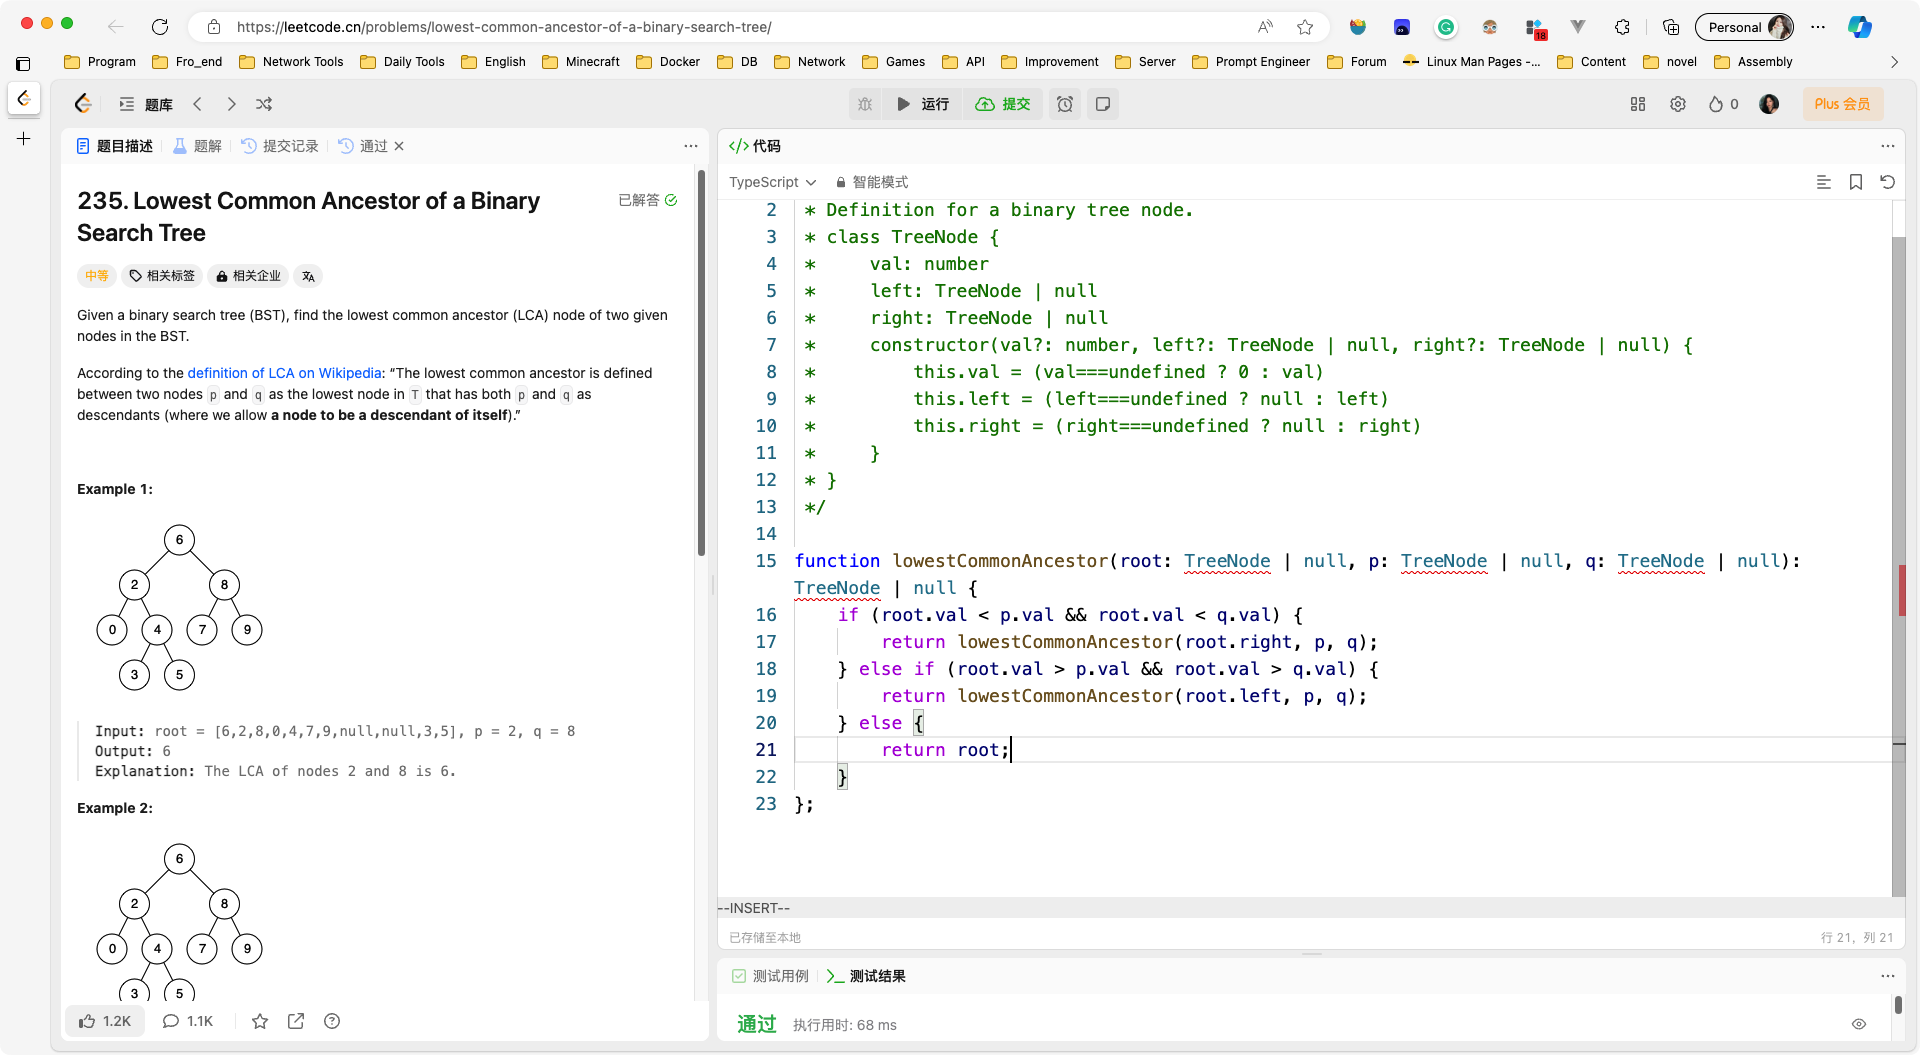 https://leetcode.cn/problems/lowest-common-ancestor-of-a-binary-search-tree/
18
Personal
Program Fro_end Network Tools Daily Tools English Minecraft Docker DB Network Games API Improvement Server Prompt Engineer Forum Linux Man Pages -... Content novel Assembly
题库
运行
提交
0
Plus 会员
题目描述 题解 提交记录 通过
235. Lowest Common Ancestor of a Binary
Search Tree
已解答
中等 相关标签 相关企业
Given a binary search tree (BST), find the lowest common ancestor (LCA) node of two given
nodes in the BST.
According to the definition of LCA on Wikipedia: “The lowest common ancestor is defined
between two nodes p and q as the lowest node in T that has both p and q as
descendants (where we allow a node to be a descendant of itself).”
Example 1:
6
2 8
0 4 7 9
3 5
Input: root = [6,2,8,0,4,7,9,null,null,3,5], p = 2, q = 8
Output: 6
Explanation: The LCA of nodes 2 and 8 is 6.
Example 2:
6
2 8
0 4 7 9
3 5
1.2K 1.1K
</> 代码
TypeScript 智能模式
2 * Definition for a binary tree node.
3 * class TreeNode {
4 * val: number
5 * left: TreeNode | null
6 * right: TreeNode | null
7 * constructor(val?: number, left?: TreeNode | null, right?: TreeNode | null) {
8 * this.val = (val===undefined ? 0 : val)
9 * this.left = (left===undefined ? null : left)
10 * this.right = (right===undefined ? null : right)
11 * }
12 * }
13 */
14
15 function lowestCommonAncestor(root: TreeNode | null, p: TreeNode | null, q: TreeNode | null):
TreeNode | null {
16 if (root.val < p.val && root.val < q.val) {
17 return lowestCommonAncestor(root.right, p, q);
18 } else if (root.val > p.val && root.val > q.val) {
19 return lowestCommonAncestor(root.left, p, q);
20 } else {
21 return root;
22 }
23 };
--INSERT--
已存储至本地
行 21, 列 21
测试用例 测试结果
通过 执行用时: 68 ms